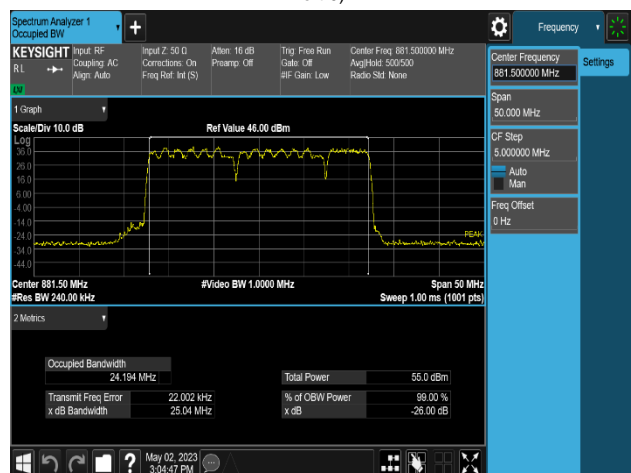 Spectrum Analyzer 1
Occupied BW
Frequency
KEYSIGHT
Input: RF
Coupling: AC
Align: Auto
Input Z: 50 Ω
Corrections: On
Freq Ref: Int (S)
Atten: 16 dB
Preamp: Off
Trig: Free Run
Gate: Off
#IF Gain: Low
Center Freq: 881.500000 MHz
Avg|Hold: 500/500
Radio Std: None
R L
Center Frequency
881.500000 MHz
Settings
Span
50.000 MHz
CF Step
5.000000 MHz
Auto
Man
Freq Offset
0 Hz
1 Graph
Scale/Div 10.0 dB
Ref Value 46.00 dBm
Log
36.0
26.0
16.0
6.00
-4.00
-14.0
-24.0
-34.0
-44.0
PEAK
Center 881.50 MHz
#Video BW 1.0000 MHz
Span 50 MHz
#Res BW 240.00 kHz
Sweep 1.00 ms (1001 pts)
2 Metrics
Occupied Bandwidth
24.194 MHz
Total Power
55.0 dBm
Transmit Freq Error
22.002 kHz
% of OBW Power
99.00 %
x dB Bandwidth
25.04 MHz
x dB
-26.00 dB
May 02, 2023
3:04:47 PM